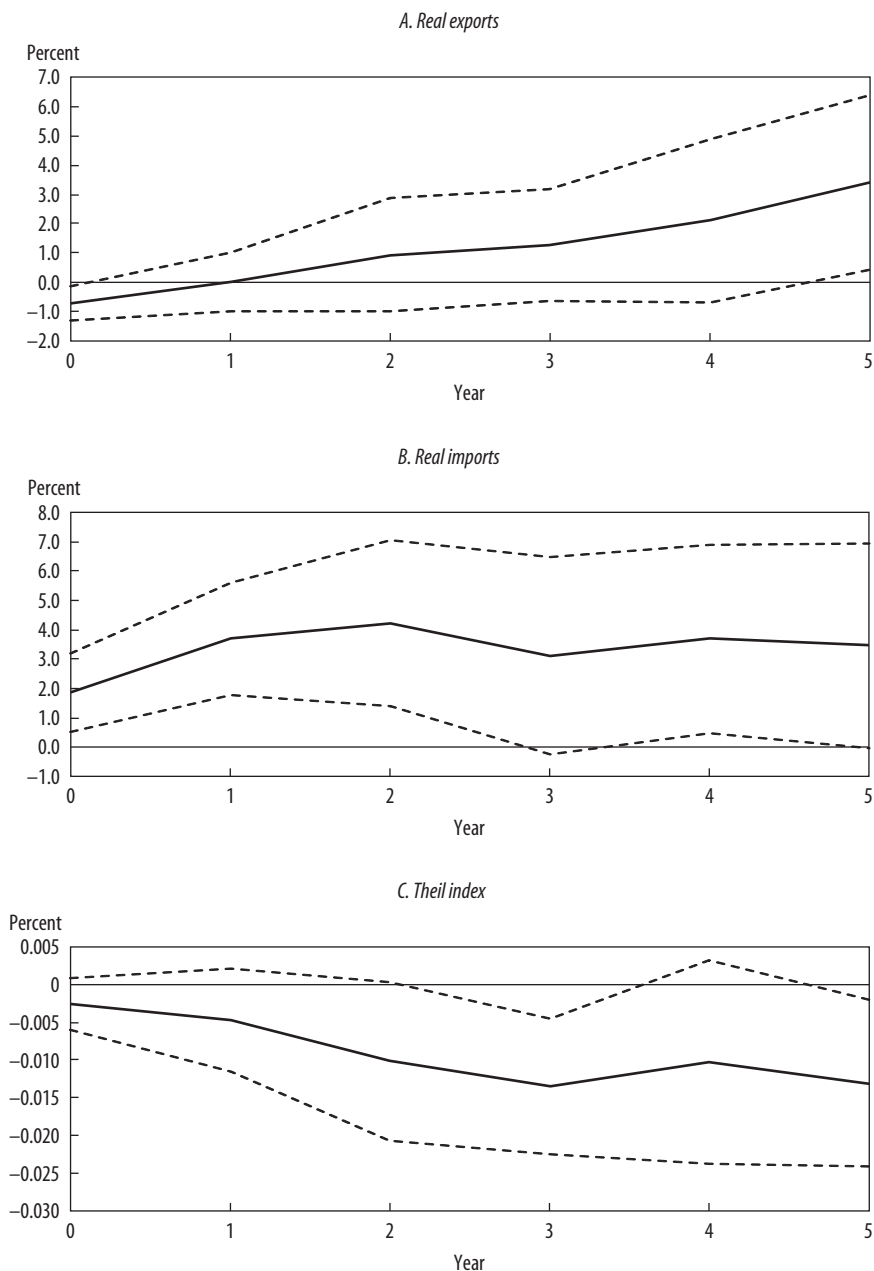 A. Real exports
Percent
7.0
6.0
5.0
4.0
3.0
2.0
1.0
0.0
–1.0
–2.0
0 1 2 3 4 5
Year
B. Real imports
Percent
8.0
7.0
6.0
5.0
4.0
3.0
2.0
1.0
0.0
–1.0
0 1 2 3 4 5
Year
C. Theil index
Percent
0.005
0
–0.005
–0.010
–0.015
–0.020
–0.025
–0.030
0 1 2 3 4 5
Year